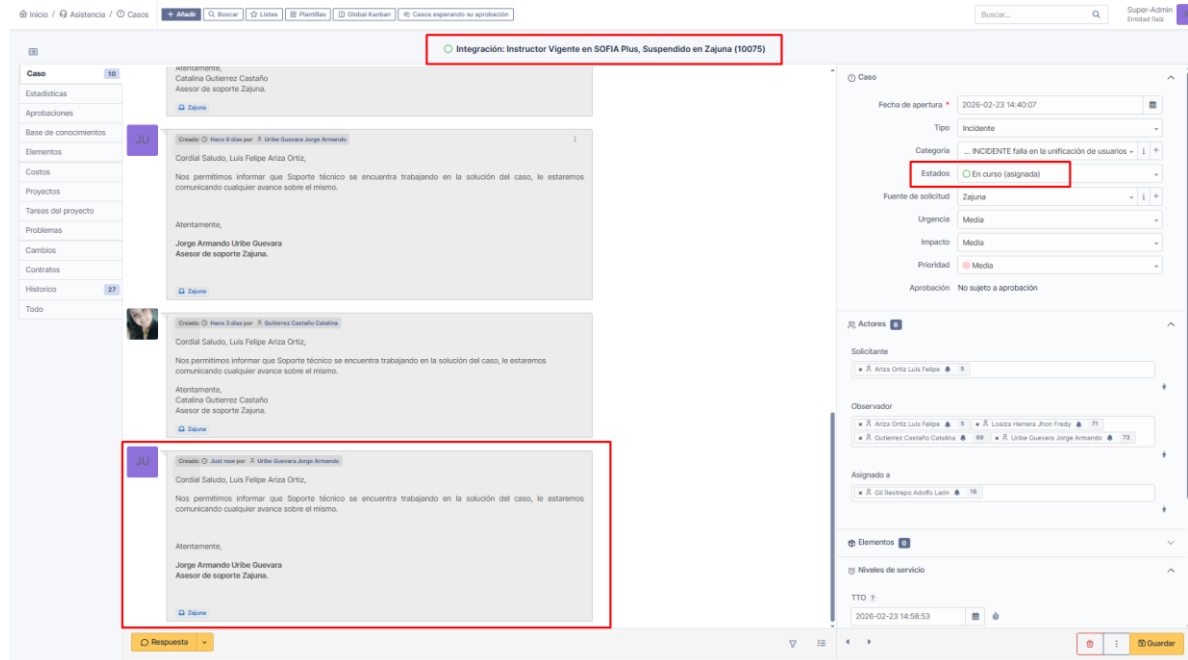 Inicio / Asistencia / Casos
+ Añadir
Buscar
Listas
Plantillas
Global Kanban
Casos esperando su aprobación
Buscar...
Super-Admin
Entidad Raíz
Integración: Instructor Vigente en SOFIA Plus, Suspendido en Zajuna (10075)
Caso 10
Estadísticas
Aprobaciones
Base de conocimientos
Elementos
Costos
Proyectos
Tareas del proyecto
Problemas
Cambios
Contratos
Historico 27
Todo
Atentamente,
Catalina Gutierrez Castaño
Asesor de soporte Zajuna.
Zajuna
JU
Creado: Hace 6 días por Uribe Guevara Jorge Armando
Cordial Saludo, Luis Felipe Ariza Ortiz,
Nos permitimos informar que Soporte técnico se encuentra trabajando en la solución del caso, le estaremos
comunicando cualquier avance sobre el mismo.
Atentamente,
Jorge Armando Uribe Guevara
Asesor de soporte Zajuna.
Zajuna
Creado: Hace 3 días por Gutierrez Castaño Catalina
Cordial Saludo, Luis Felipe Ariza Ortiz,
Nos permitimos informar que Soporte técnico se encuentra trabajando en la solución del caso, le estaremos
comunicando cualquier avance sobre el mismo.
Atentamente,
Catalina Gutierrez Castaño
Asesor de soporte Zajuna.
Zajuna
JU
Creado: Just now por Uribe Guevara Jorge Armando
Cordial Saludo, Luis Felipe Ariza Ortiz,
Nos permitimos informar que Soporte técnico se encuentra trabajando en la solución del caso, le estaremos
comunicando cualquier avance sobre el mismo.
Atentamente,
Jorge Armando Uribe Guevara
Asesor de soporte Zajuna.
Zajuna
Respuesta
Caso
Fecha de apertura * 2026-02-23 14:40:07
Tipo Incidente
Categoría ... INCIDENTE falla en la unificación de usuarios
Estados En curso (asignada)
Fuente de solicitud Zajuna
Urgencia Media
Impacto Media
Prioridad Media
Aprobación No sujeto a aprobación
Actores 6
Solicitante
Ariza Ortiz Luis Felipe 5
Observador
Ariza Ortiz Luis Felipe 5 Loaiza Herrera Jhon Fredy 71
Gutierrez Castaño Catalina 69 Uribe Guevara Jorge Armando 73
Asignado a
Gil Restrepo Adolfo León 18
Elementos 0
Niveles de servicio
TTO ?
2026-02-23 14:58:53
Guardar